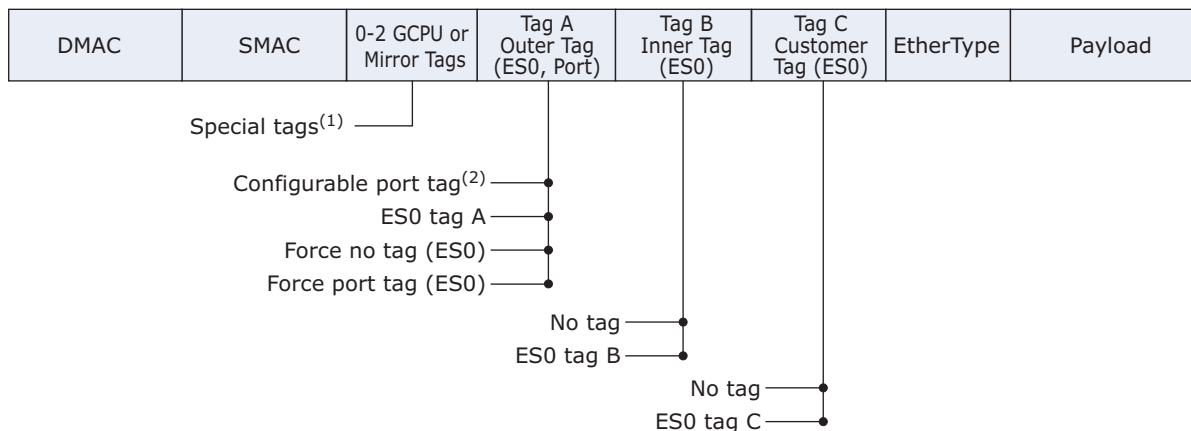 DMAC
SMAC
0-2 GCPU or
Mirror Tags
Tag A
Outer Tag
(ES0, Port)
Tag B
Inner Tag
(ES0)
Tag C
Customer
Tag (ES0)
EtherType
Payload
Special tags(1)
Configurable port tag(2)
ES0 tag A
Force no tag (ES0)
Force port tag (ES0)
No tag
ES0 tag B
No tag
ES0 tag C